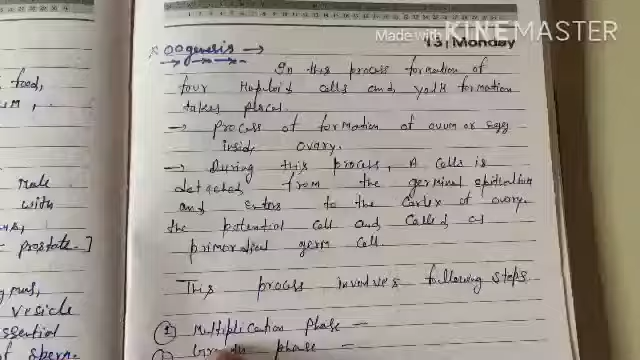 food,
male
with
prostate - ]
vesicle
essential
of sperm
Made with KINEMASTER
13 | Monday
* Oogenesis →
In this process formation of
four Haploid cells and yolk formation
takes place.
→ process of formation of ovum or egg
inside ovary.
→ During this process, A cells is
detached from the germinal epithelium
and enters to the cortex of ovary.
the potential cell and called as
primordial germ cell.
This process involves following steps
① Multiplication phase -
Growth phase -